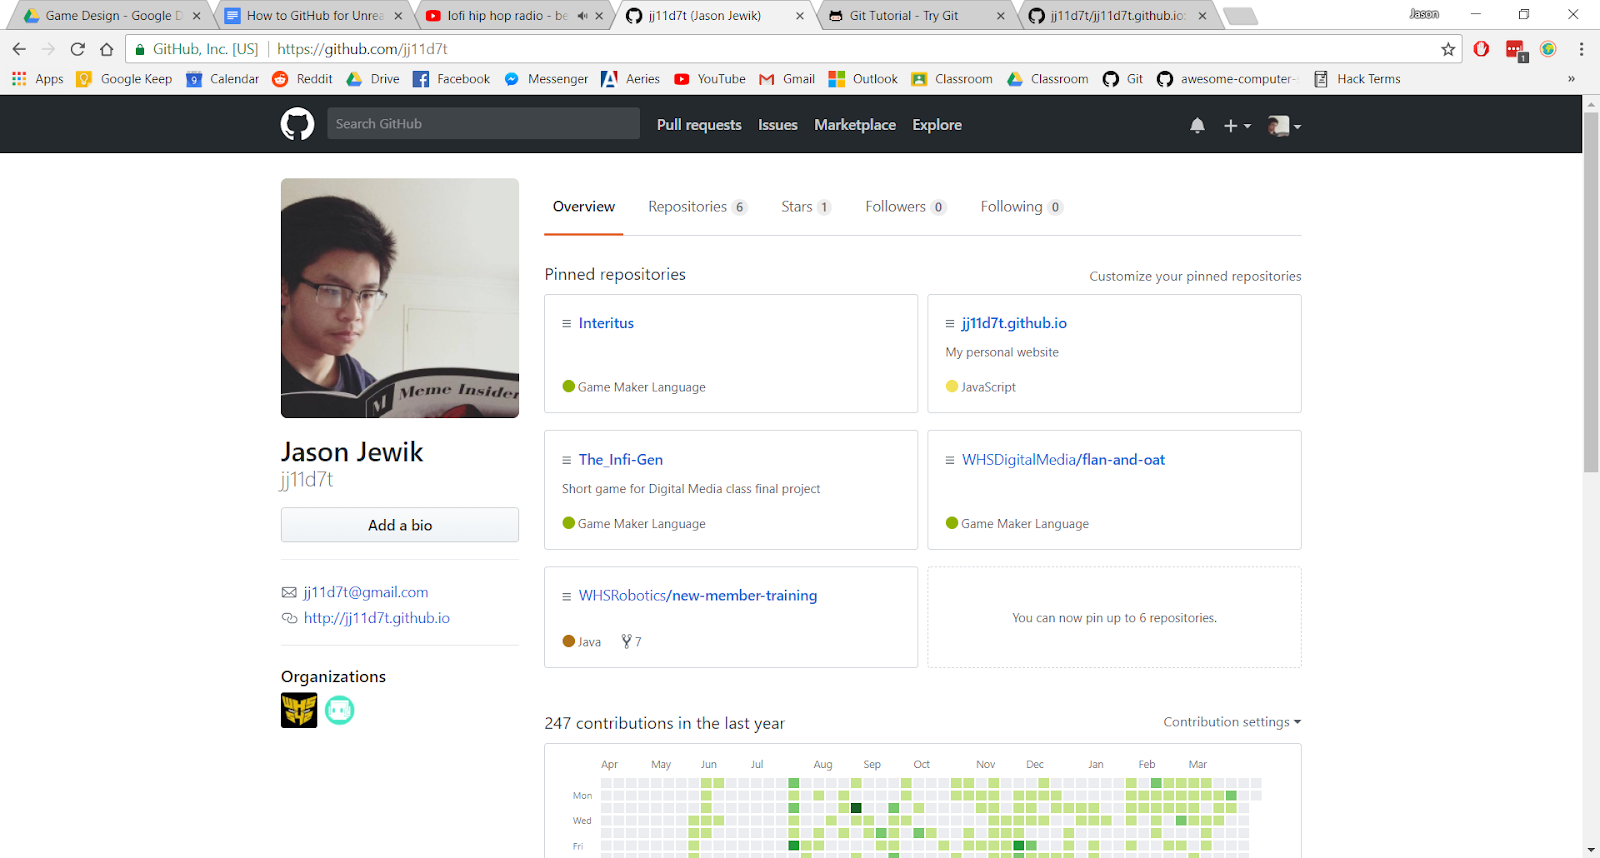 Game Design - Google D
How to GitHub for Unrea
lofi hip hop radio - be
jj11d7t (Jason Jewik)
Git Tutorial - Try Git
jj11d7t/jj11d7t.github.io:
Jason
GitHub, Inc. [US]
https://github.com/jj11d7t
1
Apps
Google Keep
9
Calendar
Reddit
Drive
Facebook
Messenger
Aeries
YouTube
Gmail
Outlook
Classroom
Classroom
Git
awesome-computer-
Hack Terms
»
Search GitHub
Pull requests
Issues
Marketplace
Explore
Meme Insider
Jason Jewik
jj11d7t
Add a bio
jj11d7t@gmail.com
http://jj11d7t.github.io
Organizations
Overview
Repositories 6
Stars 1
Followers 0
Following 0
Pinned repositories
Customize your pinned repositories
Interitus
Game Maker Language
jj11d7t.github.io
My personal website
JavaScript
The_Infi-Gen
Short game for Digital Media class final project
Game Maker Language
WHSDigitalMedia/flan-and-oat
Game Maker Language
WHSRobotics/new-member-training
Java 7
You can now pin up to 6 repositories.
247 contributions in the last year
Contribution settings
Apr May Jun Jul Aug Sep Oct Nov Dec Jan Feb Mar
Mon
Wed
Fri